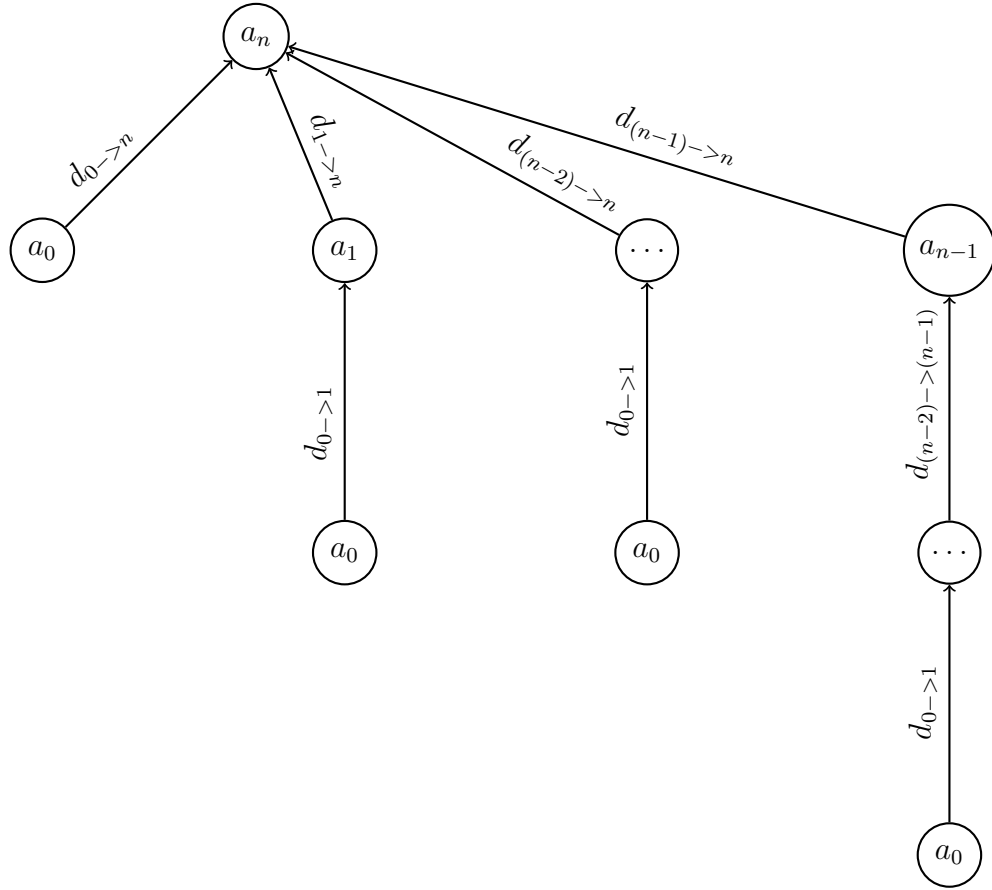 a_n
d_{0->n}
d_{1->n}
d_{(n-2)->n}
d_{(n-1)->n}
a_0
a_1
...
a_{n-1}
d_{0->1}
d_{0->1}
d_{(n-2)->(n-1)}
a_0
a_0
...
d_{0->1}
a_0